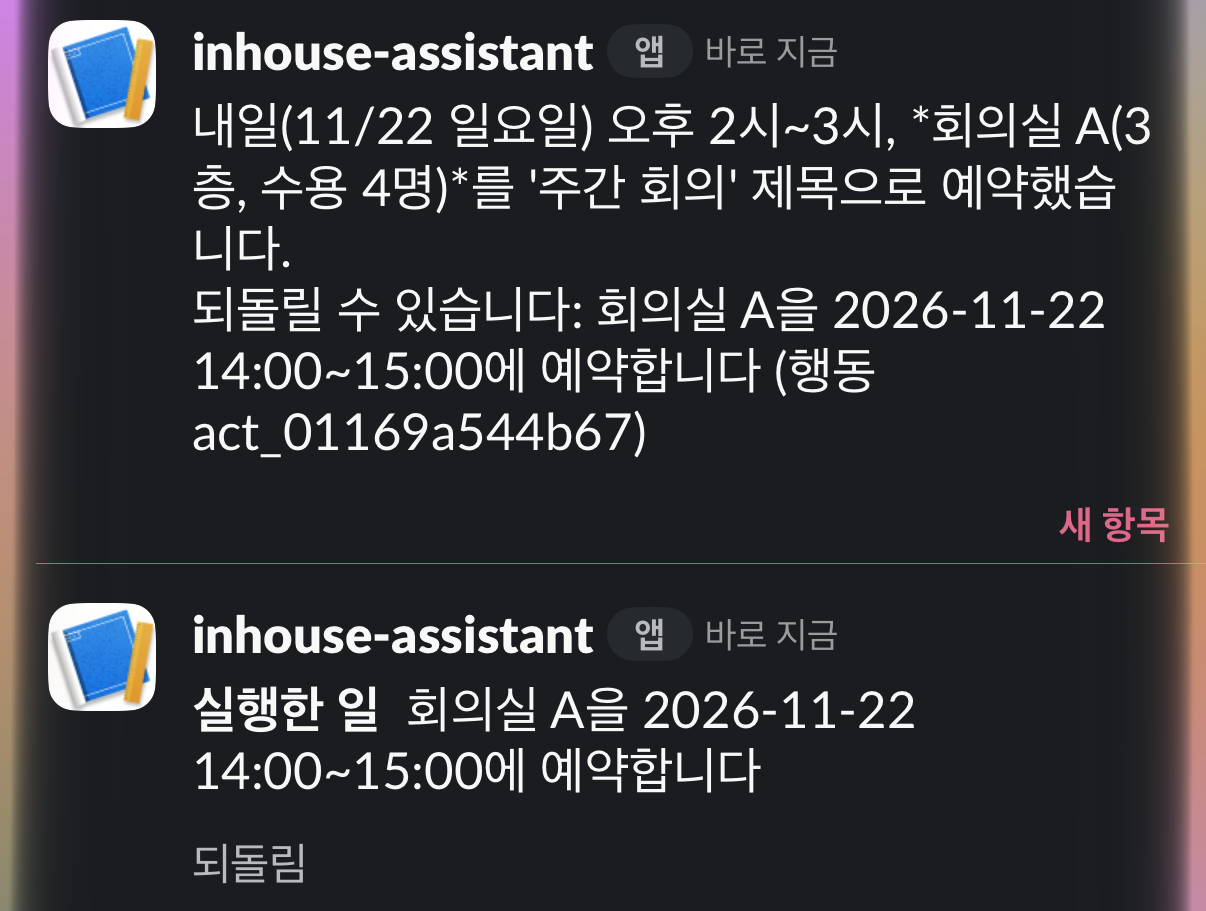 inhouse-assistant 앱 바로 지금
내일(11/22 일요일) 오후 2시~3시, *회의실 A(3
층, 수용 4명)*를 '주간 회의' 제목으로 예약했습
니다.
되돌릴 수 있습니다: 회의실 A을 2026-11-22
14:00~15:00에 예약합니다 (행동
act_01169a544b67)
새 항목
inhouse-assistant 앱 바로 지금
실행한 일 회의실 A을 2026-11-22
14:00~15:00에 예약합니다
되돌림